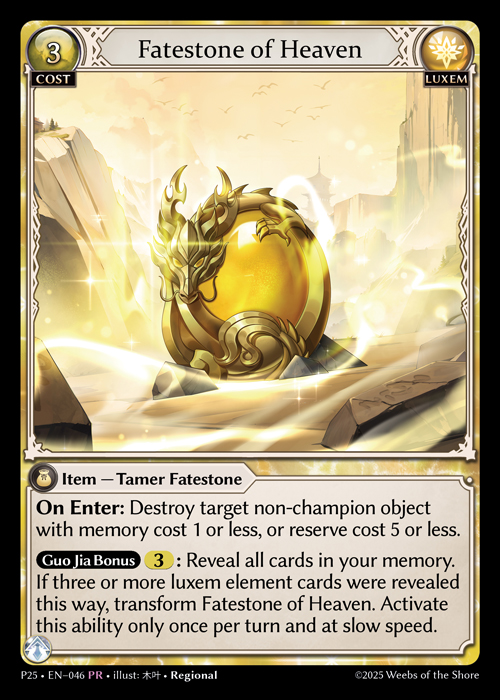 3
Fatestone of Heaven
COST
LUXEM
Item — Tamer Fatestone
On Enter: Destroy target non-champion object
with memory cost 1 or less, or reserve cost 5 or less.
Guo Jia Bonus 3 : Reveal all cards in your memory.
If three or more luxem element cards were revealed
this way, transform Fatestone of Heaven. Activate
this ability only once per turn and at slow speed.
P25 • EN–046 PR • illust: 木叶 • Regional
©2025 Weebs of the Shore